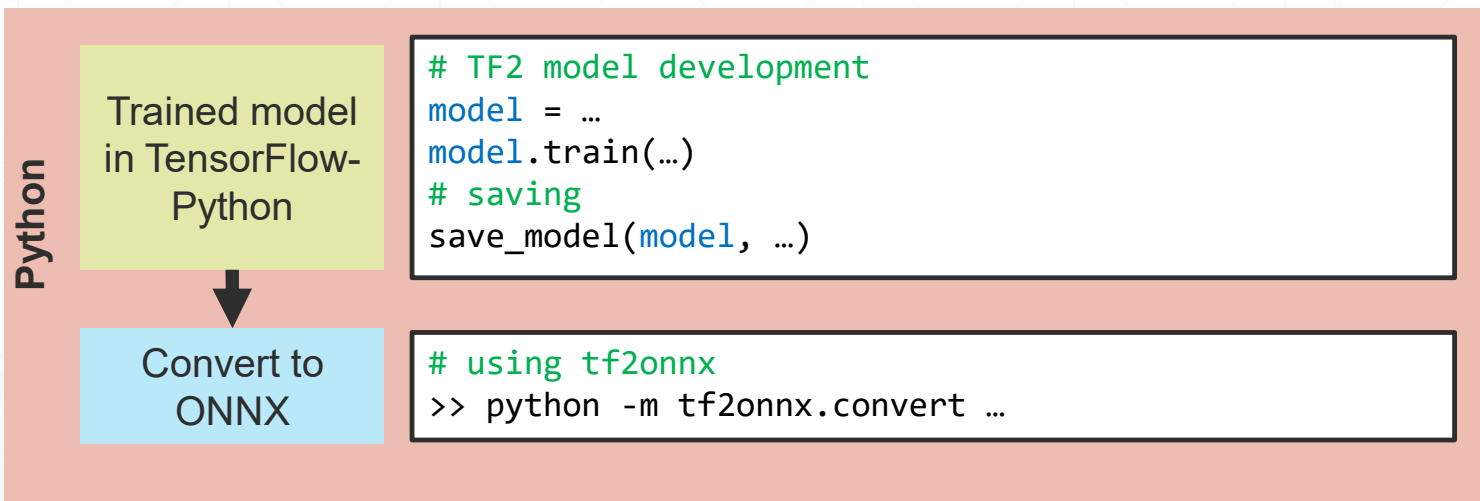 Python
Trained model
in TensorFlow-
Python
# TF2 model development
model = …
model.train(…)
# saving
save_model(model, …)
Convert to
ONNX
# using tf2onnx
>> python -m tf2onnx.convert …